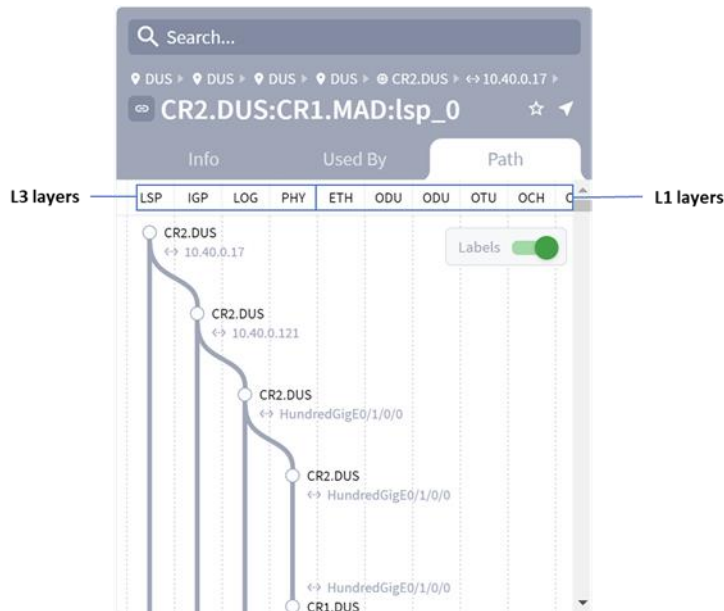 Search...
DUS DUS DUS DUS CR2.DUS 10.40.0.17
CR2.DUS:CR1.MAD:lsp_0
Info Used By Path
L3 layers LSP IGP LOG PHY ETH ODU ODU OTU OCH L1 layers
CR2.DUS
10.40.0.17
Labels
CR2.DUS
10.40.0.121
CR2.DUS
HundredGigE0/1/0/0
CR2.DUS
HundredGigE0/1/0/0
HundredGigE0/1/0/0
CR1.DUS